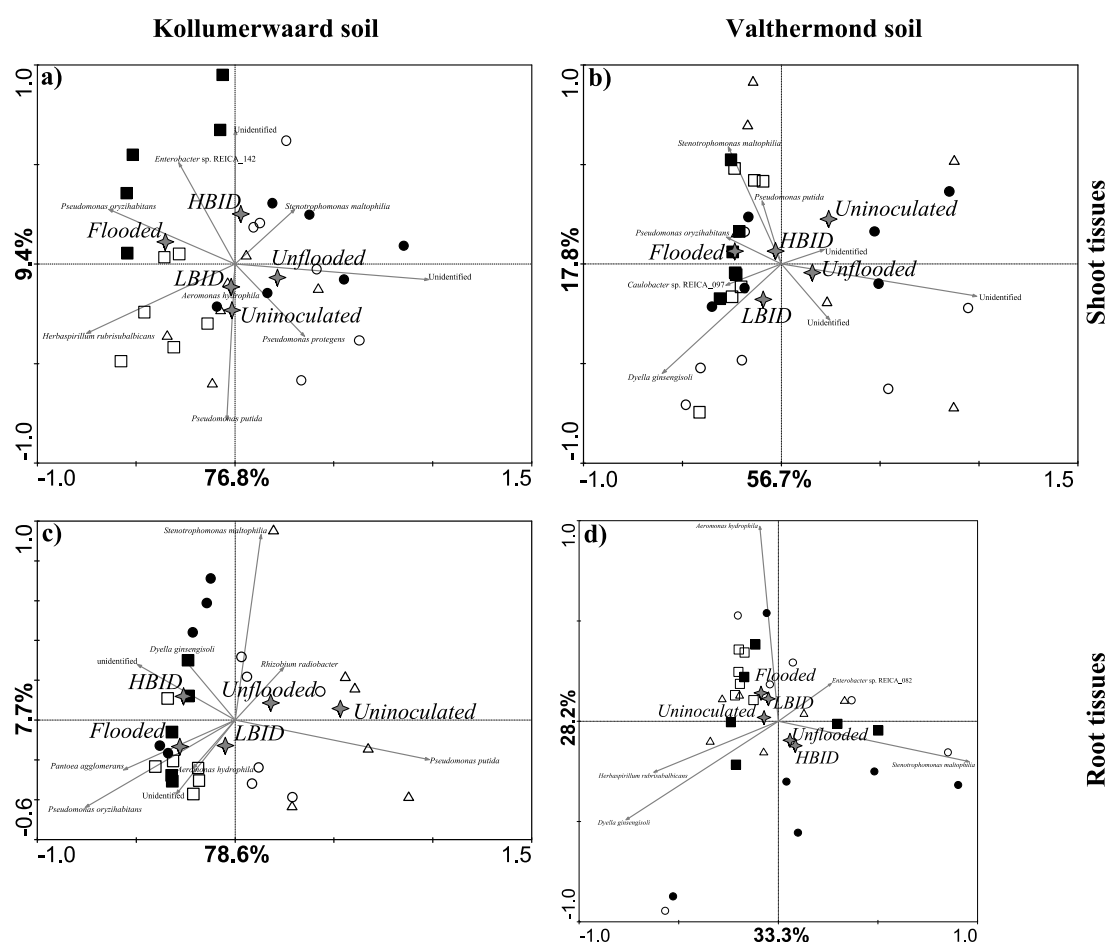 Kollumerwaard soil
Valthermond soil
a)
1.0
9.4%
-1.0
Unidentified
Enterobacter sp. REICA_142
Pseudomonas oryzihabitans
HBID
Stenotrophomonas maltophilia
Flooded
Unflooded
LBID
Unidentified
Aeromonas hydrophila
Uninoculated
Herbaspirillum rubrisubalbicans
Pseudomonas protegens
Pseudomonas putida
-1.0
76.8%
1.5
b)
1.0
17.8%
-1.0
Stenotrophomonas maltophilia
Pseudomonas putida
Uninoculated
Pseudomonas oryzihabitans
HBID
Flooded
Unidentified
Unflooded
Caulobacter sp. REICA_097
LBID
Unidentified
Unidentified
Dyella ginsengisoli
-1.0
56.7%
1.5
Shoot tissues
c)
1.0
7.7%
-0.6
Stenotrophomonas maltophilia
Dyella ginsengisoli
unidentified
Rhizobium radiobacter
HBID
Unflooded
Uninoculated
Flooded
LBID
Pantoea agglomerans
Aeromonas hydrophila
Pseudomonas putida
Unidentified
Pseudomonas oryzihabitans
-1.0
78.6%
1.5
d)
1.0
28.2%
-1.0
Aeromonas hydrophila
Flooded
Enterobacter sp. REICA_082
LBID
Uninoculated
Unflooded
HBID
Herbaspirillum rubrisubalbicans
Stenotrophomonas maltophilia
Dyella ginsengisoli
-1.0
33.3%
1.0
Root tissues